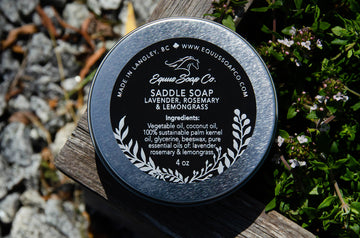 MADE IN LANGLEY, BC 🍁 WWW.EQUUSSOAPCO.COM
Equus Soap Co.
SADDLE SOAP
LAVENDER, ROSEMARY
& LEMONGRASS
Ingredients:
Vegetable oil, coconut oil,
100% sustainable palm kernel
oil, glycerine, beeswax, pure
essential oils of: lavender,
rosemary & lemongrass.
4 oz